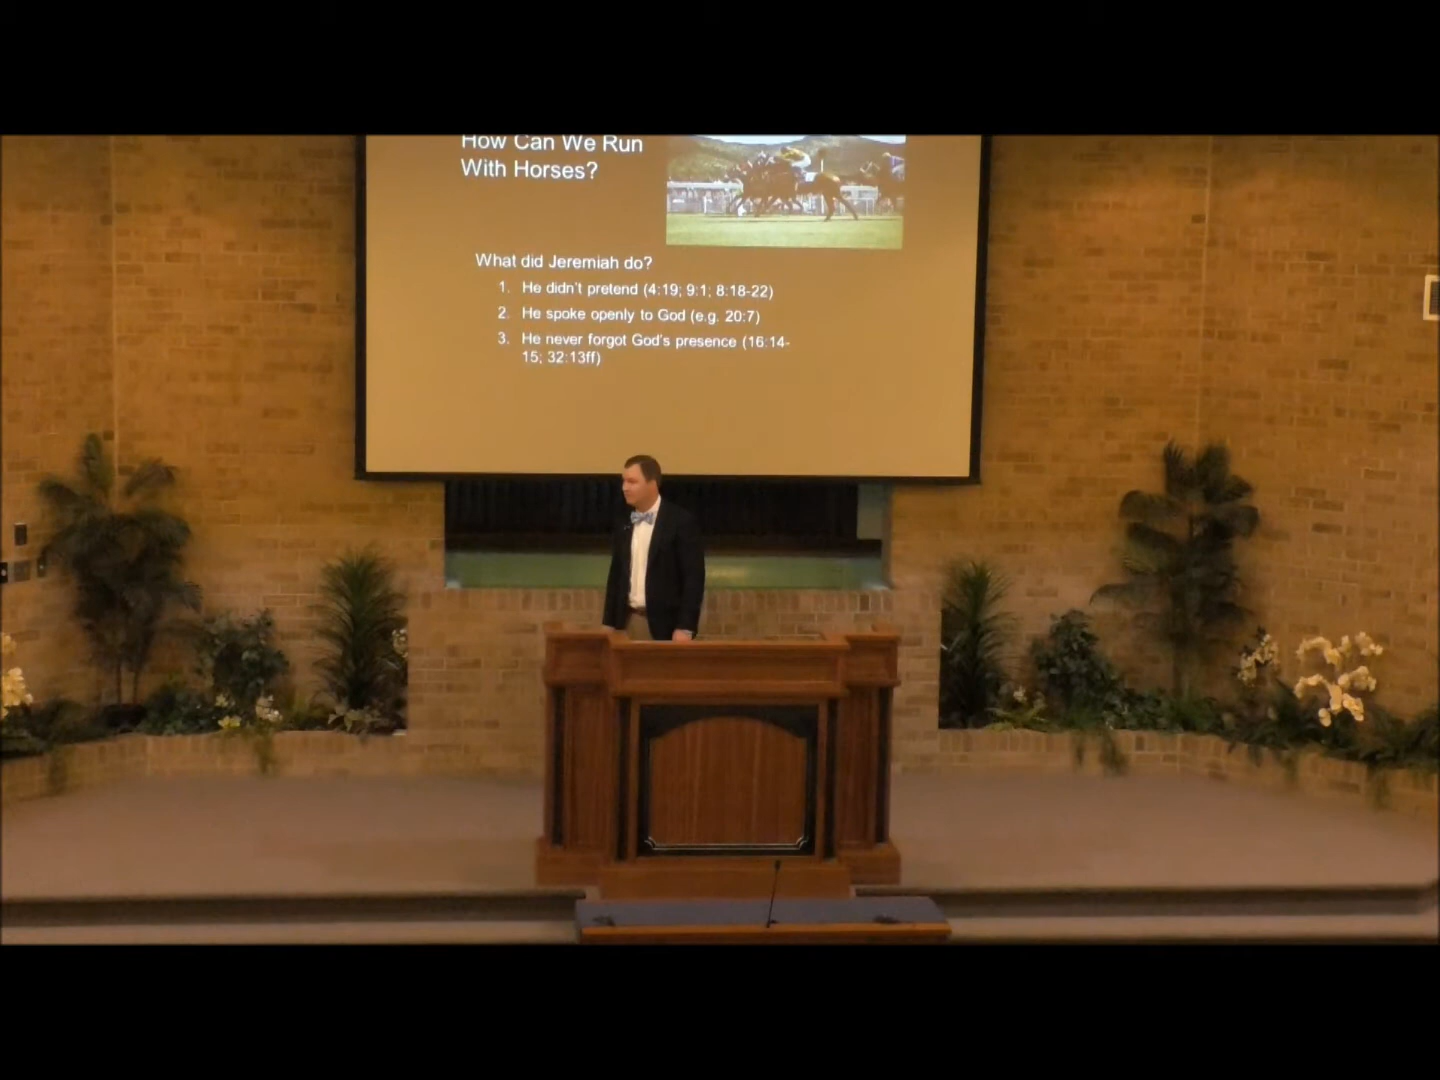 How Can We Run
With Horses?
What did Jeremiah do?
1. He didn't pretend (4:19; 9:1; 8:18-22)
2. He spoke openly to God (e.g. 20:7)
3. He never forgot God's presence (16:14-
15; 32:13ff)